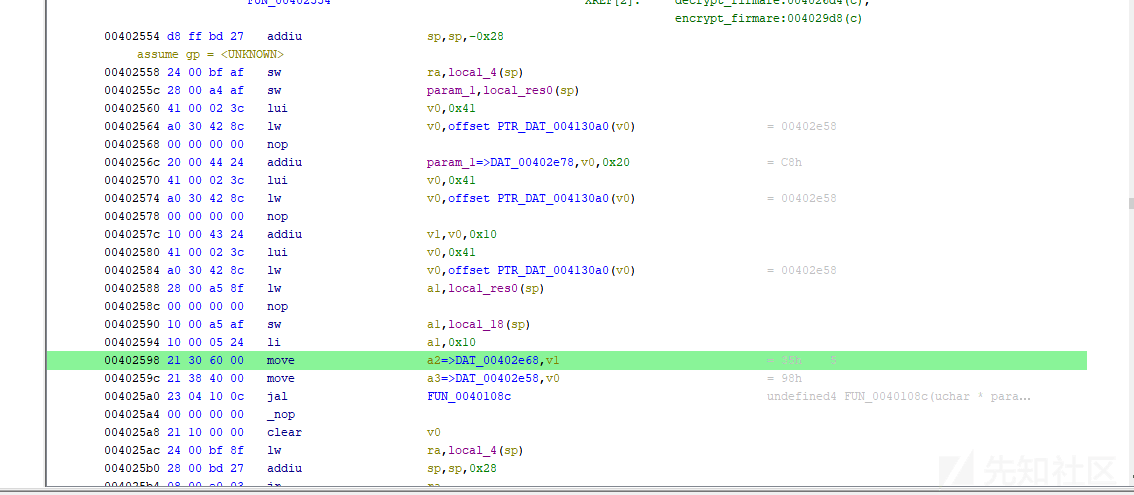 FUN_00402554 XREF[2]: decrypt_firmare:004026d4(c),
encrypt_firmare:004029d8(c)
00402554 d8 ff bd 27 addiu sp,sp,-0x28
assume gp = <UNKNOWN>
00402558 24 00 bf af sw ra,local_4(sp)
0040255c 28 00 a4 af sw param_1,local_res0(sp)
00402560 41 00 02 3c lui v0,0x41
00402564 a0 30 42 8c lw v0,offset PTR_DAT_004130a0(v0) = 00402e58
00402568 00 00 00 00 nop
0040256c 20 00 44 24 addiu param_1=>DAT_00402e78,v0,0x20 = C8h
00402570 41 00 02 3c lui v0,0x41
00402574 a0 30 42 8c lw v0,offset PTR_DAT_004130a0(v0) = 00402e58
00402578 00 00 00 00 nop
0040257c 10 00 43 24 addiu v1,v0,0x10
00402580 41 00 02 3c lui v0,0x41
00402584 a0 30 42 8c lw v0,offset PTR_DAT_004130a0(v0) = 00402e58
00402588 28 00 a5 8f lw a1,local_res0(sp)
0040258c 00 00 00 00 nop
00402590 10 00 a5 af sw a1,local_18(sp)
00402594 10 00 05 24 li a1,0x10
00402598 21 30 60 00 move a2=>DAT_00402e68,v1 = 35h 5
0040259c 21 38 40 00 move a3=>DAT_00402e58,v0 = 98h
004025a0 23 04 10 0c jal FUN_0040108c undefined4 FUN_0040108c(uchar * para...
004025a4 00 00 00 00 _nop
004025a8 21 10 00 00 clear v0
004025ac 24 00 bf 8f lw ra,local_4(sp)
004025b0 28 00 bd 27 addiu sp,sp,0x28
004025b4 08 00 e0 03 jr ra
先知社区